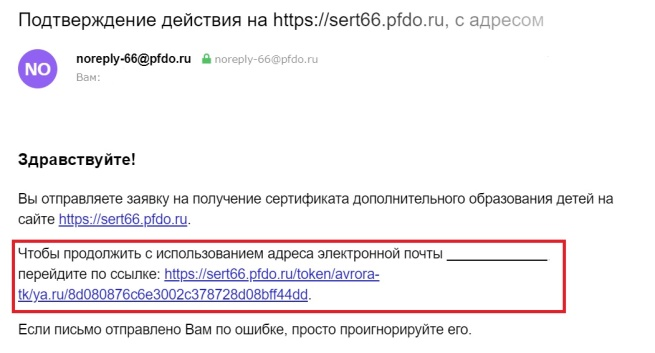 Подтверждение действия на https://sert66.pfdo.ru, с адресом
NO
noreply-66@pfdo.ru noreply-66@pfdo.ru
Вам:
Здравствуйте!
Вы отправляете заявку на получение сертификата дополнительного образования детей на
сайте https://sert66.pfdo.ru.
Чтобы продолжить с использованием адреса электронной почты ______________
перейдите по ссылке: https://sert66.pfdo.ru/token/avrora-
tk/ya.ru/8d080876c6e3002c378728d08bff44dd.
Если письмо отправлено Вам по ошибке, просто проигнорируйте его.